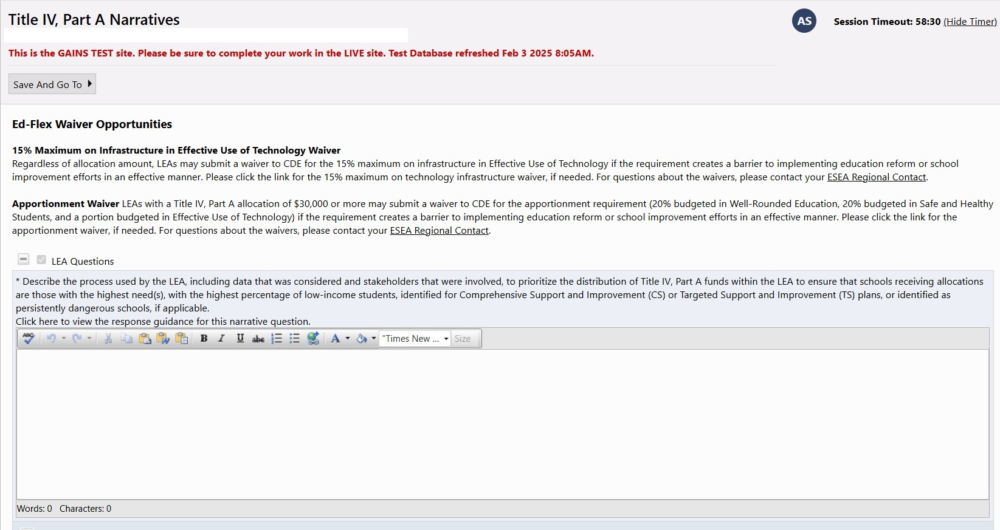 Title IV, Part A Narratives
AS
Session Timeout: 58:30 (Hide Timer)
This is the GAINS TEST site. Please be sure to complete your work in the LIVE site. Test Database refreshed Feb 3 2025 8:05AM.
Save And Go To
Ed-Flex Waiver Opportunities
15% Maximum on Infrastructure in Effective Use of Technology Waiver
Regardless of allocation amount, LEAs may submit a waiver to CDE for the 15% maximum on infrastructure in Effective Use of Technology if the requirement creates a barrier to implementing education reform or school
improvement efforts in an effective manner. Please click the link for the 15% maximum on technology infrastructure waiver, if needed. For questions about the waivers, please contact your ESEA Regional Contact.
Apportionment Waiver LEAs with a Title IV, Part A allocation of $30,000 or more may submit a waiver to CDE for the apportionment requirement (20% budgeted in Well-Rounded Education, 20% budgeted in Safe and Healthy
Students, and a portion budgeted in Effective Use of Technology) if the requirement creates a barrier to implementing education reform or school improvement efforts in an effective manner. Please click the link for the
apportionment waiver, if needed. For questions about the waivers, please contact your ESEA Regional Contact.
LEA Questions
* Describe the process used by the LEA, including data that was considered and stakeholders that were involved, to prioritize the distribution of Title IV, Part A funds within the LEA to ensure that schools receiving allocations
are those with the highest need(s), with the highest percentage of low-income students, identified for Comprehensive Support and Improvement (CS) or Targeted Support and Improvement (TS) plans, or identified as
persistently dangerous schools, if applicable.
Click here to view the response guidance for this narrative question.
ABC B I U abc A "Times New ... Size
Words: 0 Characters: 0